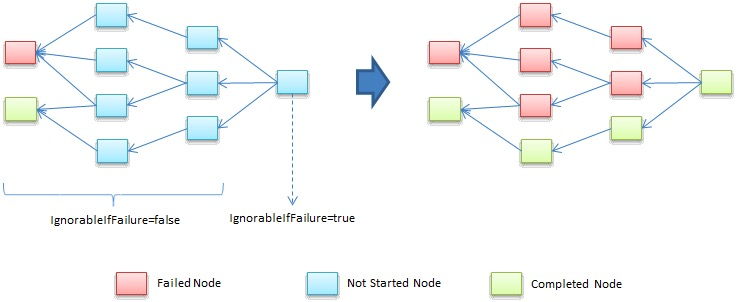 IgnorableIfFailure=false
IgnorableIfFailure=true
Failed Node
Not Started Node
Completed Node